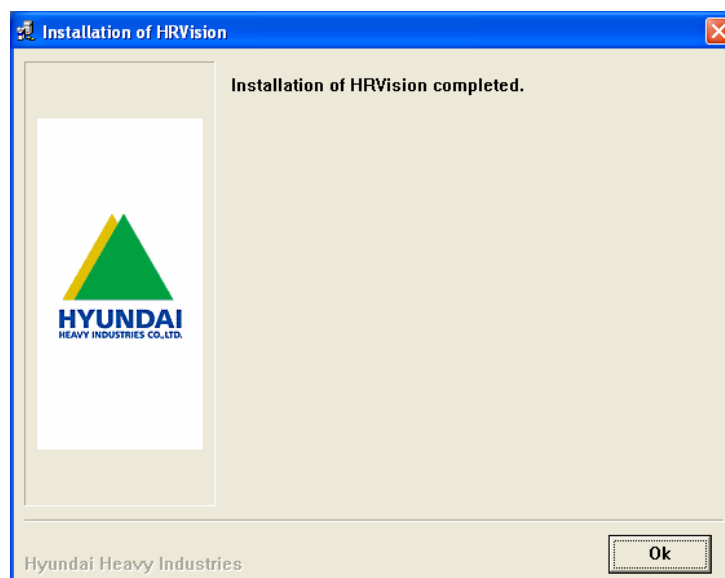 Installation of HRVision
Installation of HRVision completed.
HYUNDAI
HEAVY INDUSTRIES CO.,LTD.
Hyundai Heavy Industries
Ok